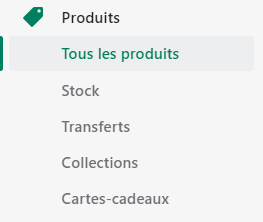 Produits
Tous les produits
Stock
Transferts
Collections
Cartes-cadeaux